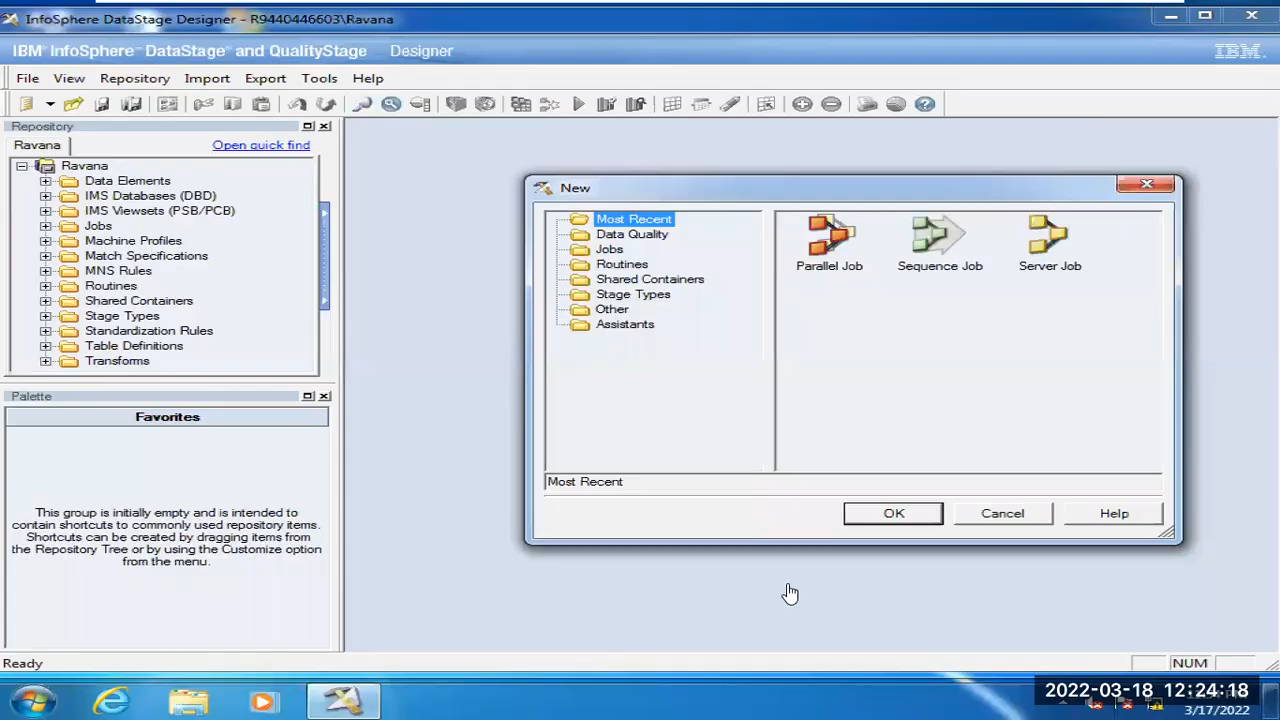 InfoSphere DataStage Designer - R9440446603\Ravana
IBM InfoSphere DataStage and QualityStage Designer
IBM.
File View Repository Import Export Tools Help
Repository
Ravana
Open quick find
Ravana
Data Elements
IMS Databases (DBD)
IMS Viewsets (PSB/PCB)
Jobs
Machine Profiles
Match Specifications
MNS Rules
Routines
Shared Containers
Stage Types
Standardization Rules
Table Definitions
Transforms
Palette
Favorites
This group is initially empty and is intended to
contain shortcuts to commonly used repository items.
Shortcuts can be created by dragging items from
the Repository Tree or by using the Customize option
from the menu.
New
Most Recent
Data Quality
Jobs
Routines
Shared Containers
Stage Types
Other
Assistants
Parallel Job
Sequence Job
Server Job
Most Recent
OK
Cancel
Help
Ready
NUM
2022-03-18 12:24:18
3/17/2022